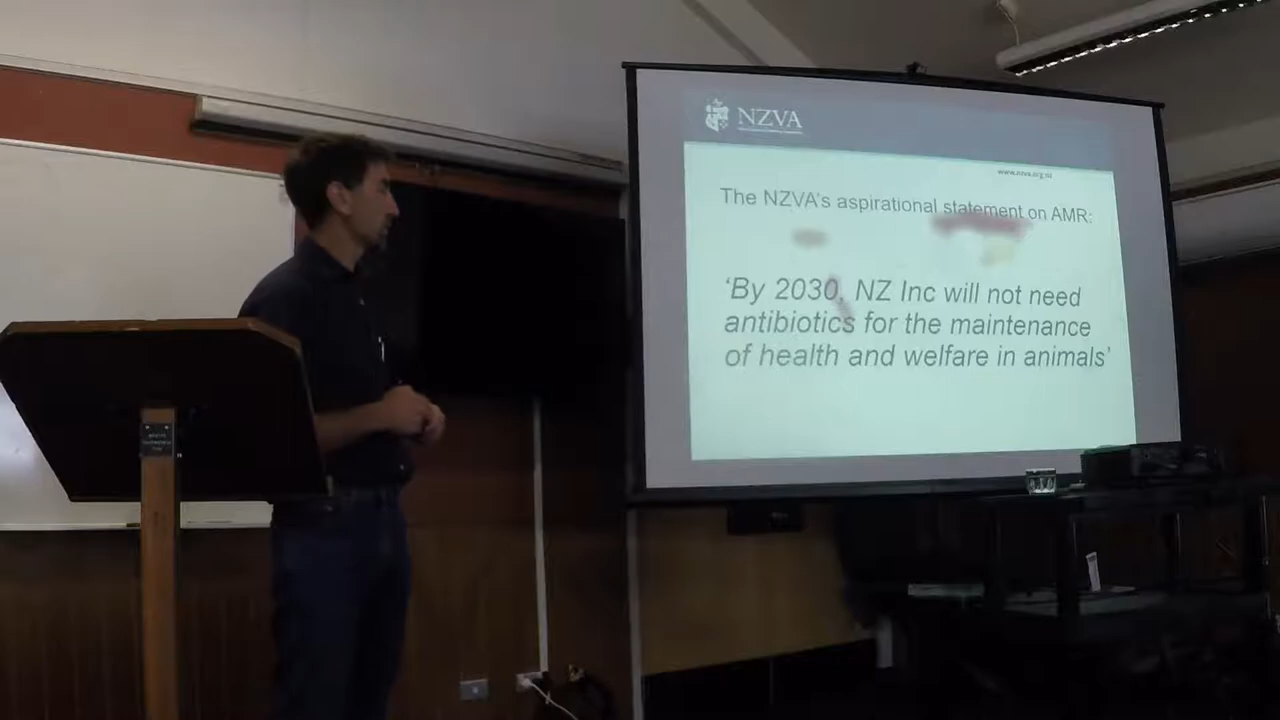 NZVA
www.nzva.org.nz
The NZVA's aspirational statement on AMR:
‘By 2030, NZ Inc will not need
antibiotics for the maintenance
of health and welfare in animals’